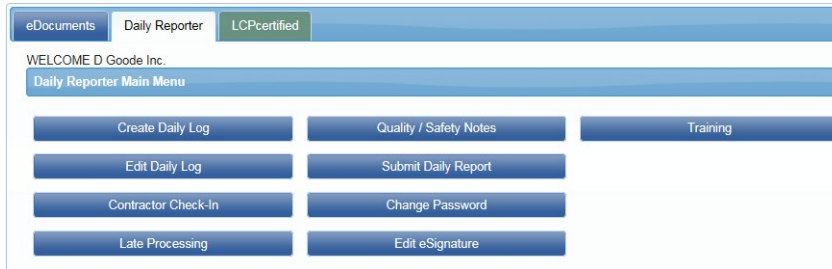 eDocuments Daily Reporter LCPcertified
WELCOME D Goode Inc.
Daily Reporter Main Menu
Create Daily Log Quality / Safety Notes Training
Edit Daily Log Submit Daily Report
Contractor Check-In Change Password
Late Processing Edit eSignature